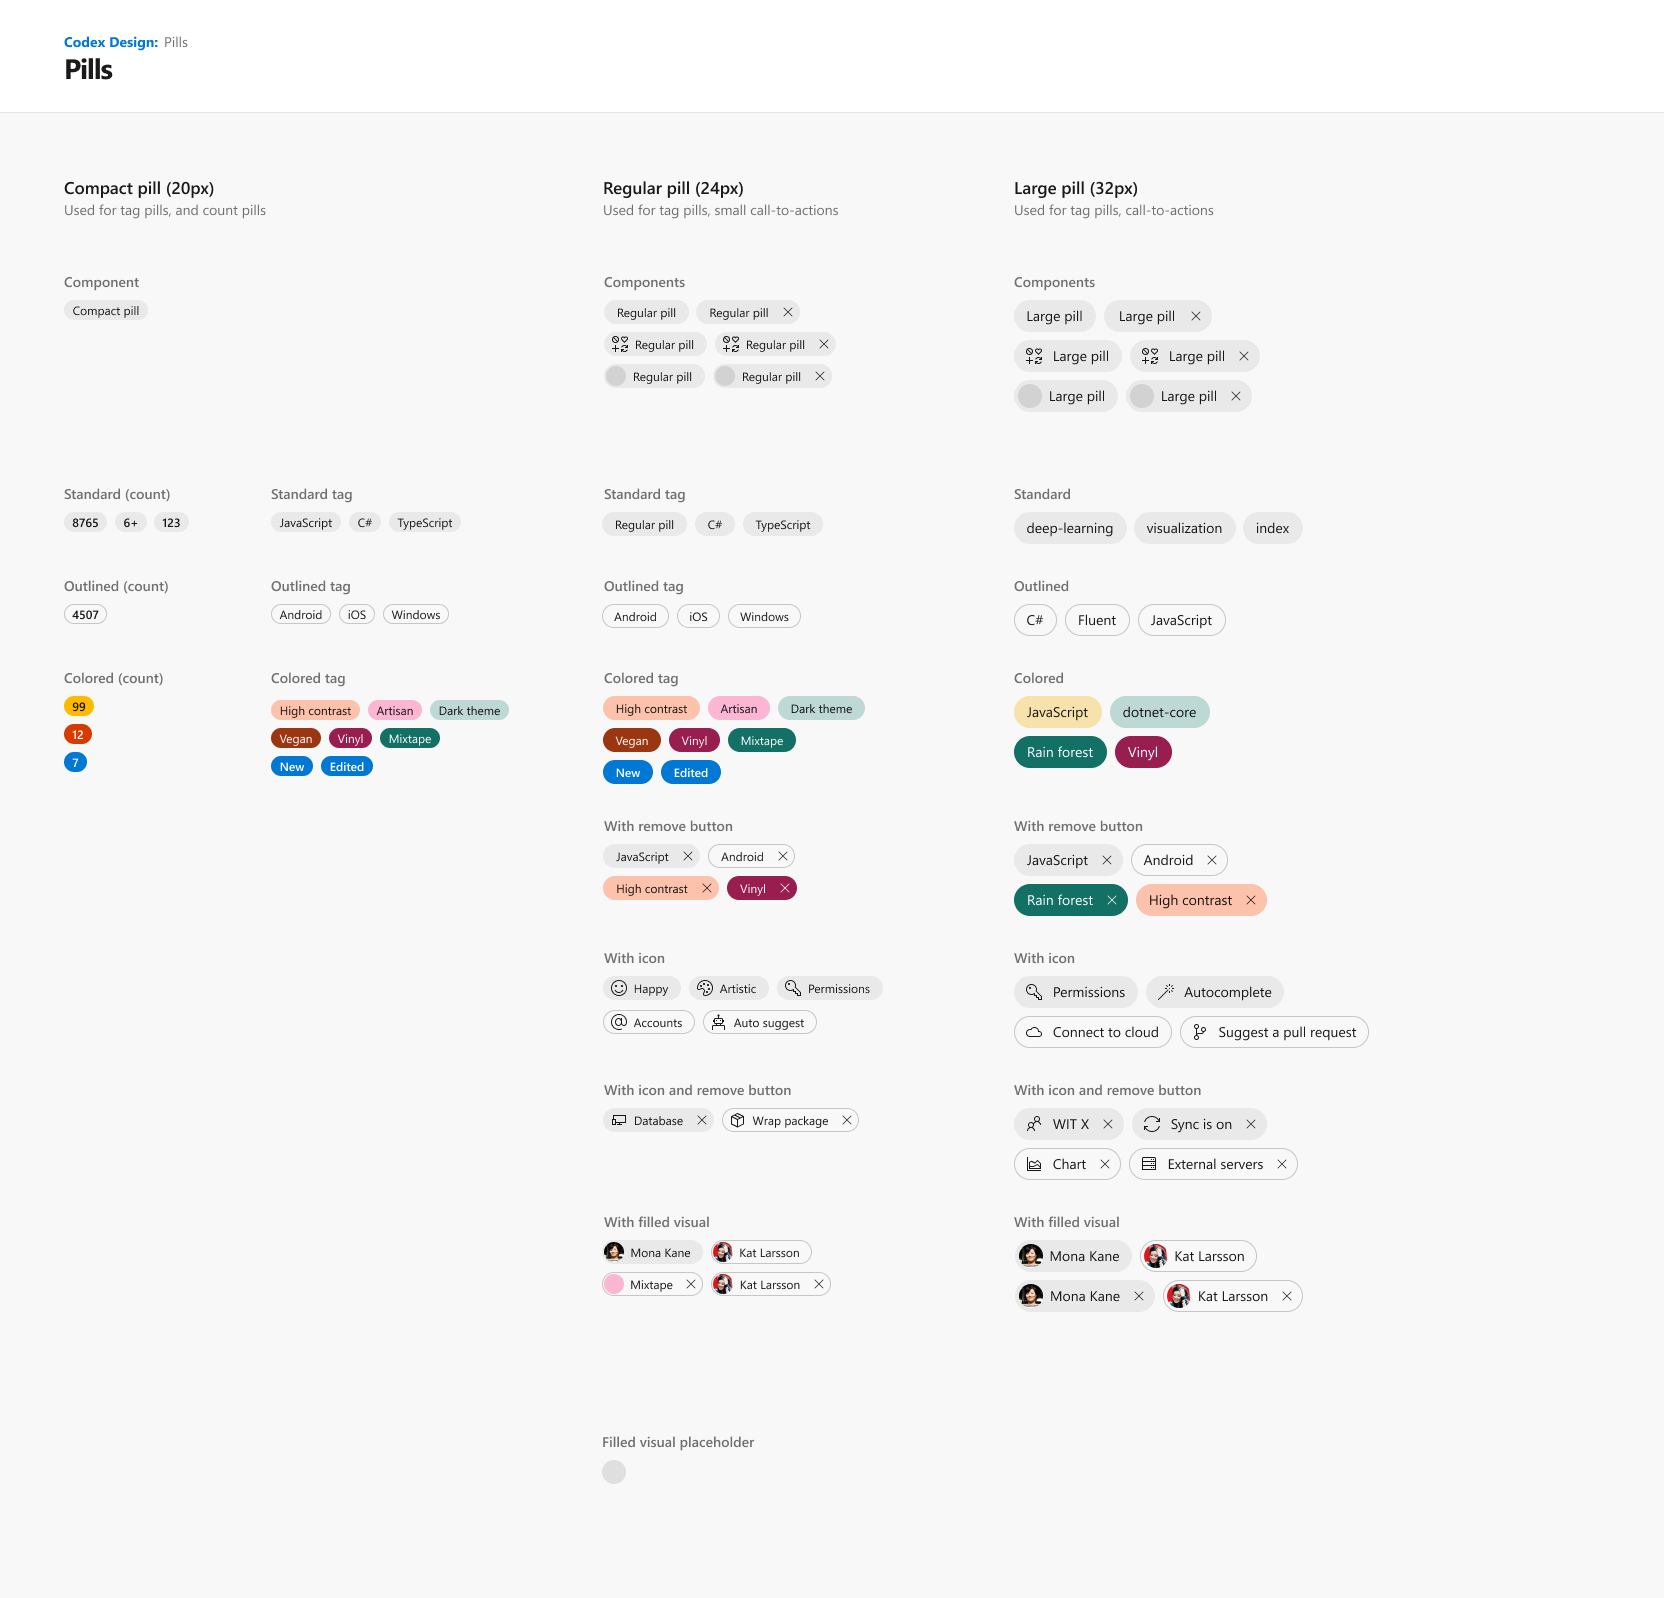 Codex Design: Pills
Pills
Compact pill (20px)
Used for tag pills, and count pills
Component
Compact pill
Standard (count)
8765 6+ 123
Standard tag
JavaScript C# TypeScript
Outlined (count)
4507
Outlined tag
Android iOS Windows
Colored (count)
99
12
7
Colored tag
High contrast Artisan Dark theme
Vegan Vinyl Mixtape
New Edited
Regular pill (24px)
Used for tag pills, small call-to-actions
Components
Regular pill Regular pill
Regular pill Regular pill
Regular pill Regular pill
Standard tag
Regular pill C# TypeScript
Outlined tag
Android iOS Windows
Colored tag
High contrast Artisan Dark theme
Vegan Vinyl Mixtape
New Edited
With remove button
JavaScript Android
High contrast Vinyl
With icon
Happy Artistic Permissions
Accounts Auto suggest
With icon and remove button
Database Wrap package
With filled visual
Mona Kane Kat Larsson
Mixtape Kat Larsson
Filled visual placeholder
Large pill (32px)
Used for tag pills, call-to-actions
Components
Large pill Large pill
Large pill Large pill
Large pill Large pill
Standard
deep-learning visualization index
Outlined
C# Fluent JavaScript
Colored
JavaScript dotnet-core
Rain forest Vinyl
With remove button
JavaScript Android
Rain forest High contrast
With icon
Permissions Autocomplete
Connect to cloud Suggest a pull request
With icon and remove button
WIT X Sync is on
Chart External servers
With filled visual
Mona Kane Kat Larsson
Mona Kane Kat Larsson